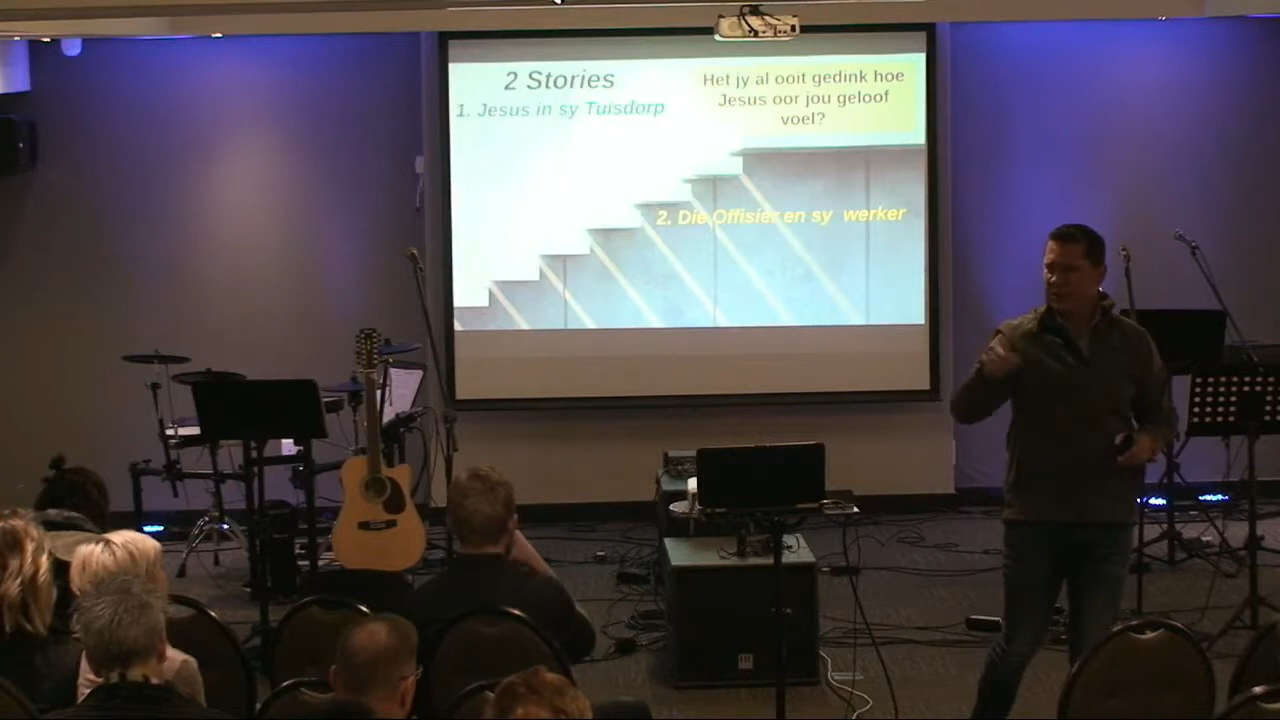 2 Stories
1. Jesus in sy Tuisdorp
Het jy al ooit gedink hoe
Jesus oor jou geloof
voel?
2. Die Offisier en sy werker